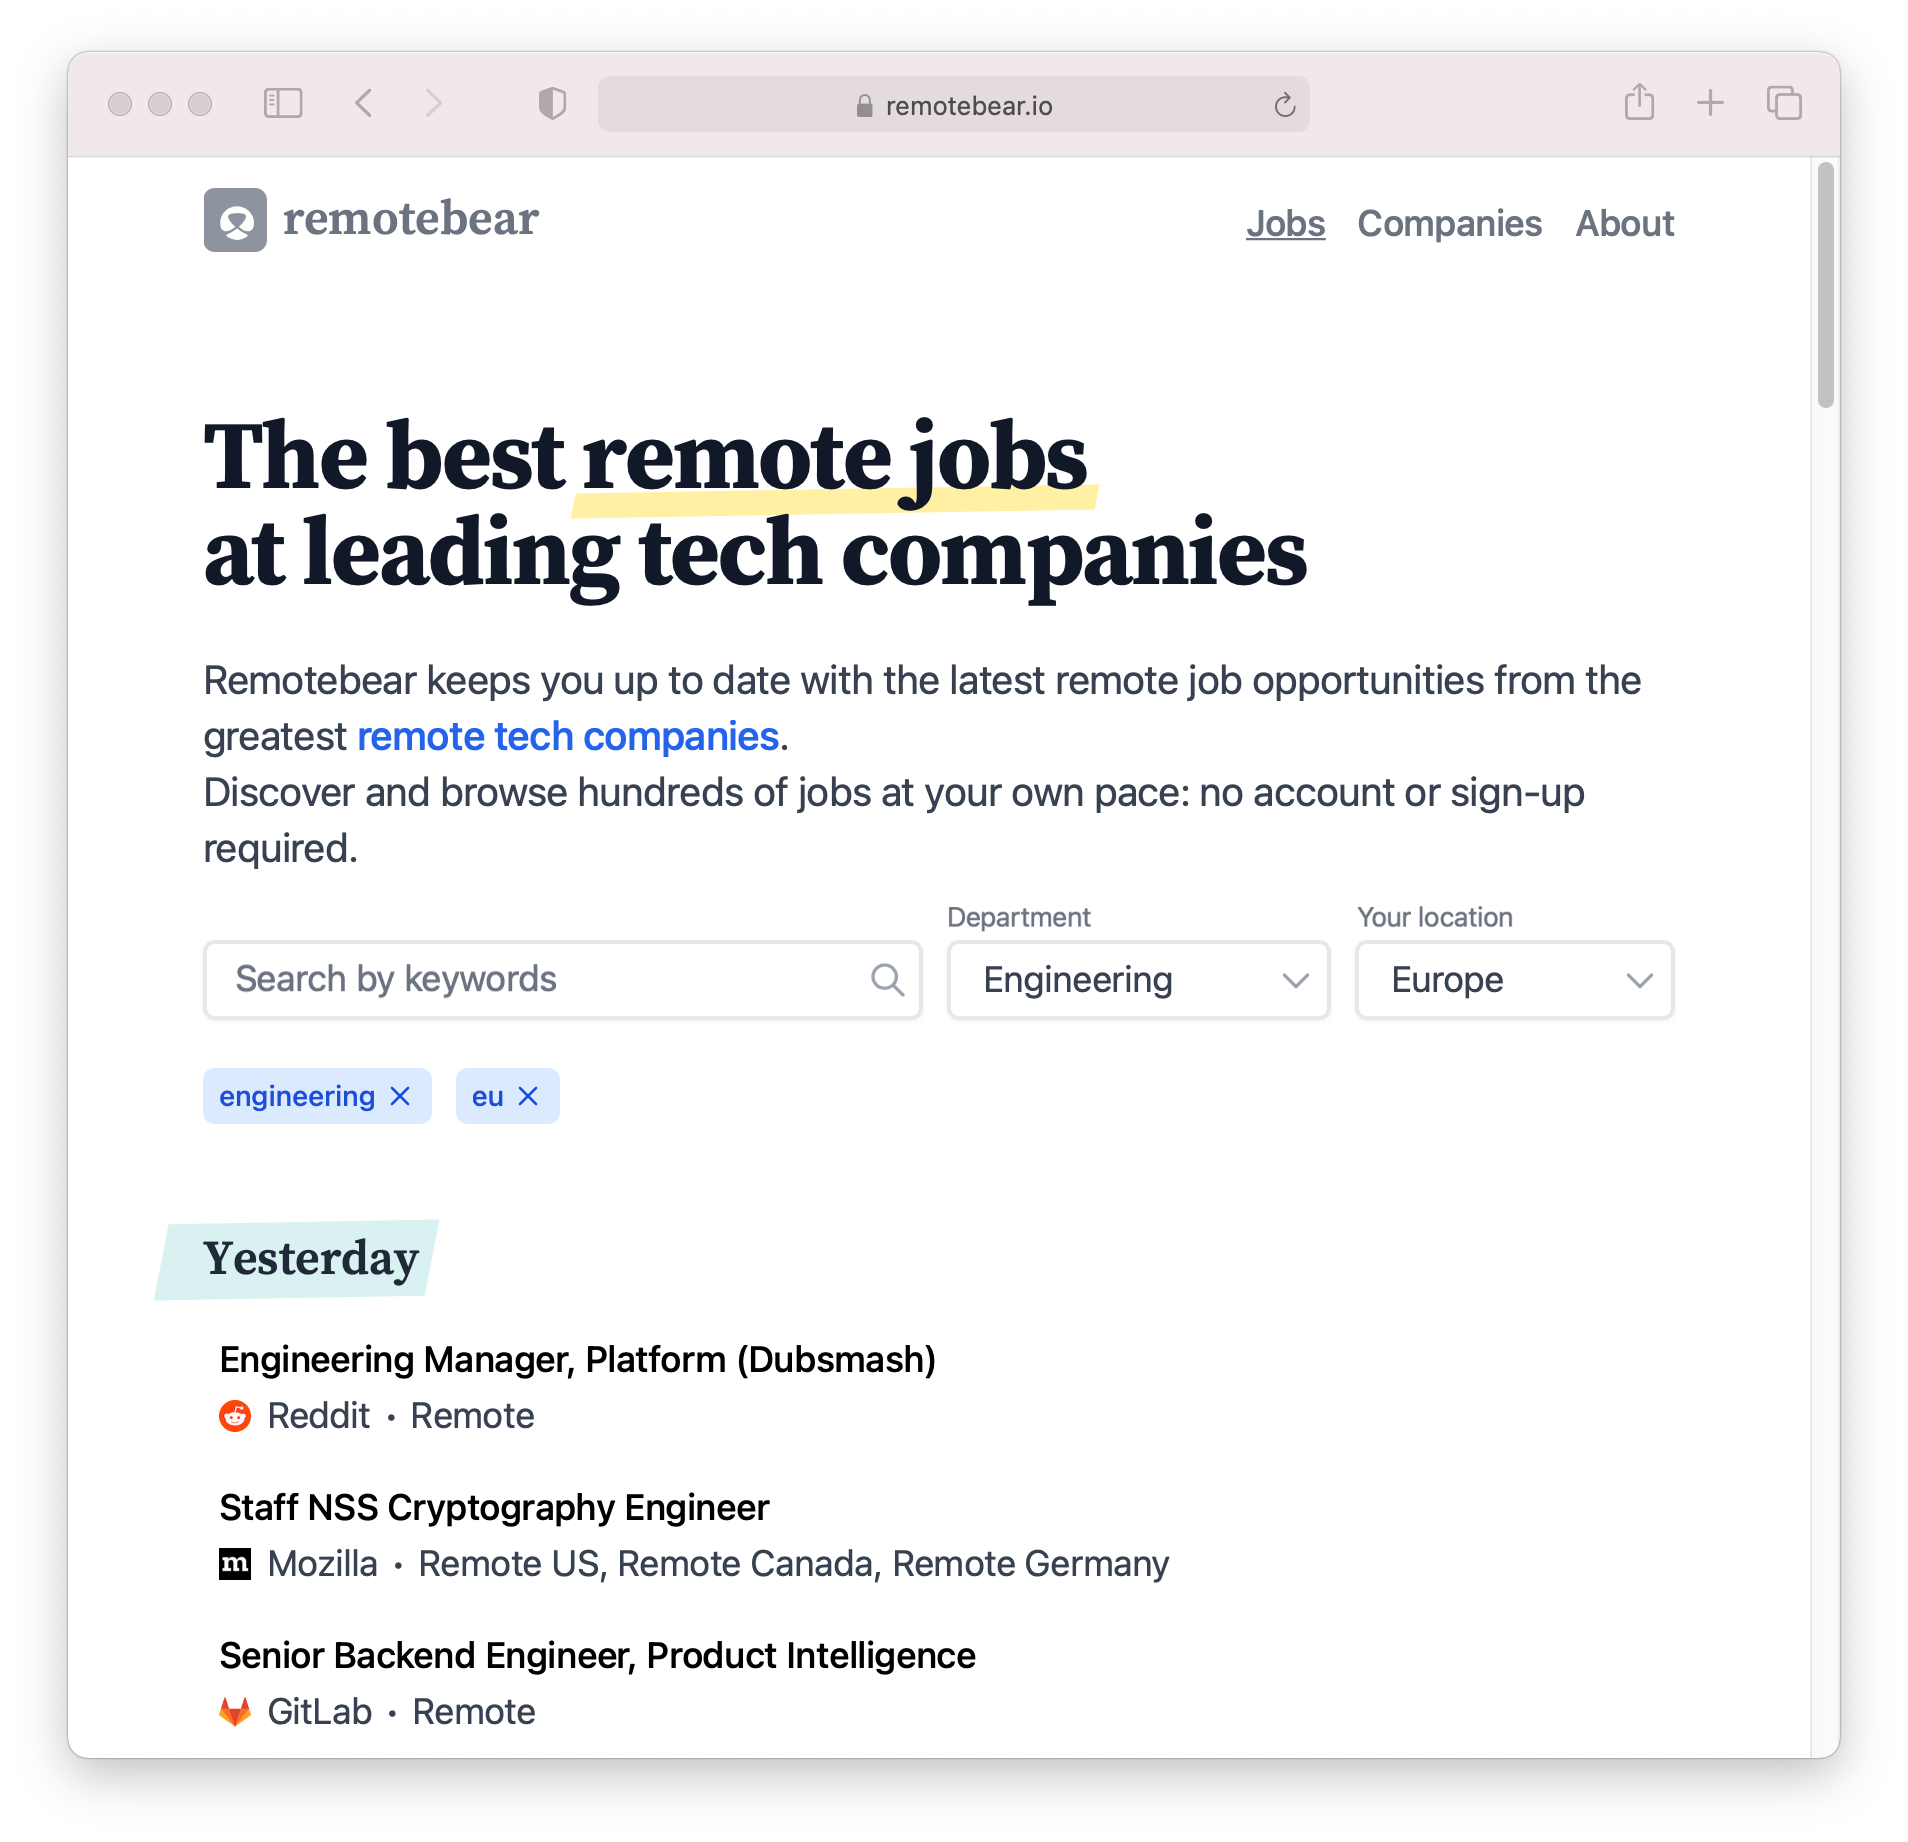 remotebear.io
remotebear
Jobs Companies About
The best remote jobs
at leading tech companies
Remotebear keeps you up to date with the latest remote job opportunities from the
greatest remote tech companies.
Discover and browse hundreds of jobs at your own pace: no account or sign-up
required.
Department
Your location
Search by keywords
Engineering
Europe
engineering
eu
Yesterday
Engineering Manager, Platform (Dubsmash)
Reddit • Remote
Staff NSS Cryptography Engineer
m Mozilla • Remote US, Remote Canada, Remote Germany
Senior Backend Engineer, Product Intelligence
GitLab • Remote